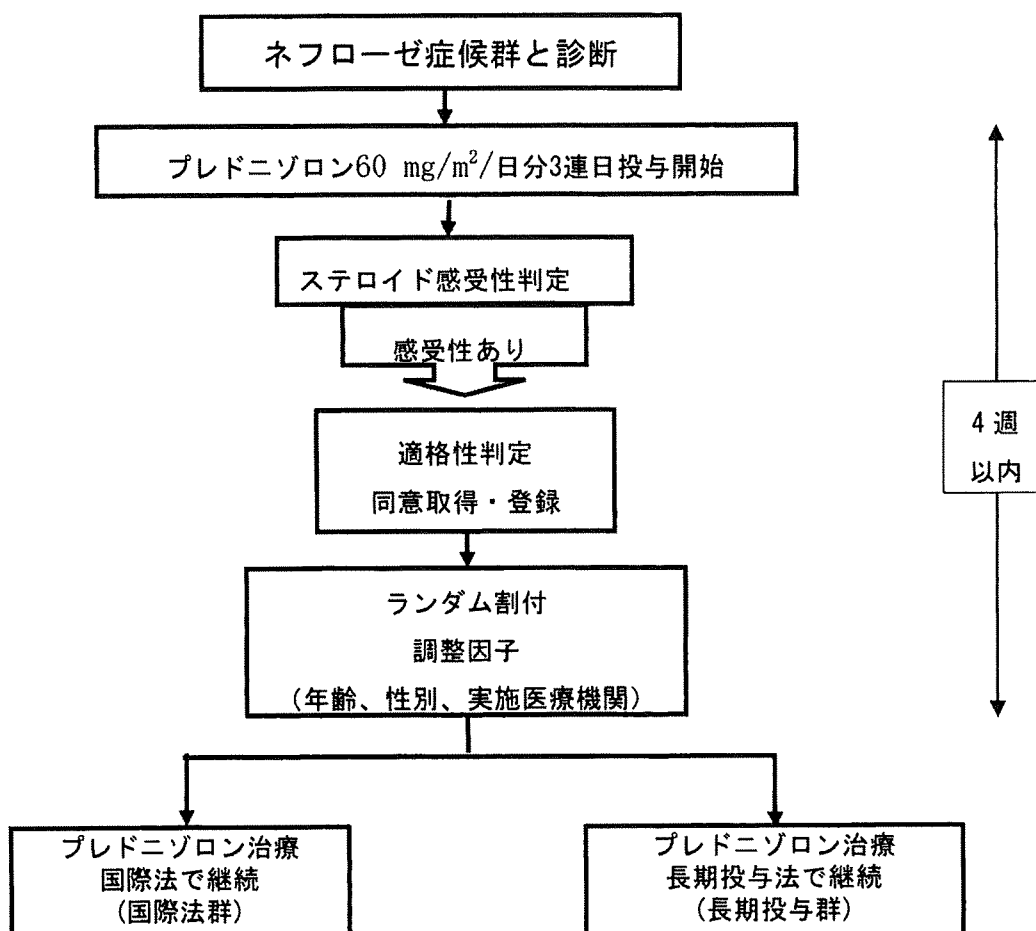 ネフローゼ症候群と診断
プレドニゾロン60 mg/m²/日分3連日投与開始
ステロイド感受性判定
感受性あり
適格性判定
同意取得・登録
4週
以内
ランダム割付
調整因子
(年齢、性別、実施医療機関)
プレドニゾロン治療
国際法で継続
(国際法群)
プレドニゾロン治療
長期投与法で継続
(長期投与群)